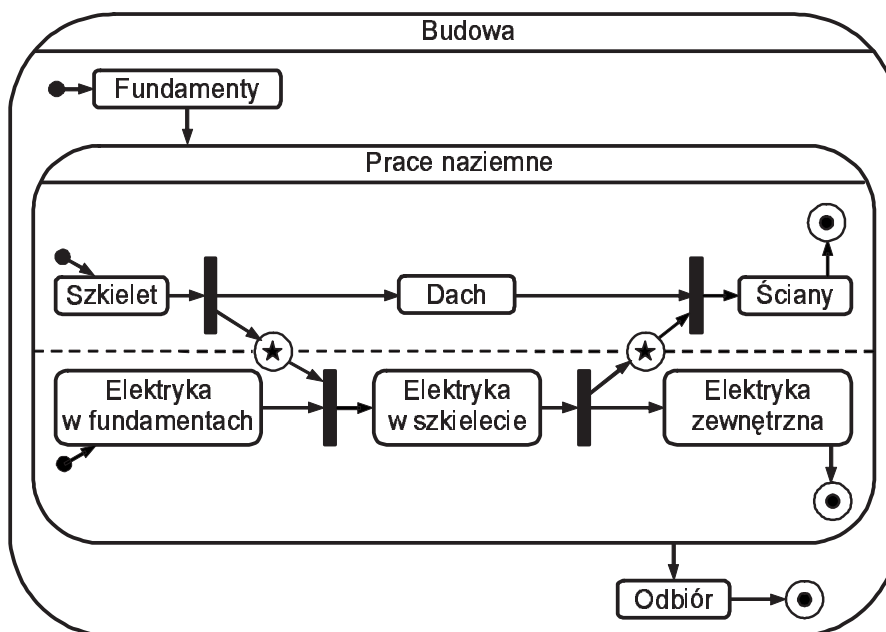 Budowa
Fundamenty
Prace naziemne
Szkielet
Dach
Ściany
Elektryka
w fundamentach
Elektryka
w szkielecie
Elektryka
zewnętrzna
Odbiór